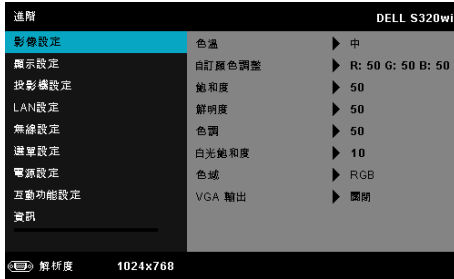 進階 DELL S320wi
影像設定 色溫 中
顯示設定 自訂顏色調整 R: 50 G: 50 B: 50
投影機設定 飽和度 50
LAN設定 鮮明度 50
無線設定 色調 50
選單設定 白光飽和度 10
電源設定 色域 RGB
互動功能設定 VGA 輸出 關閉
資訊
解析度 1024x768